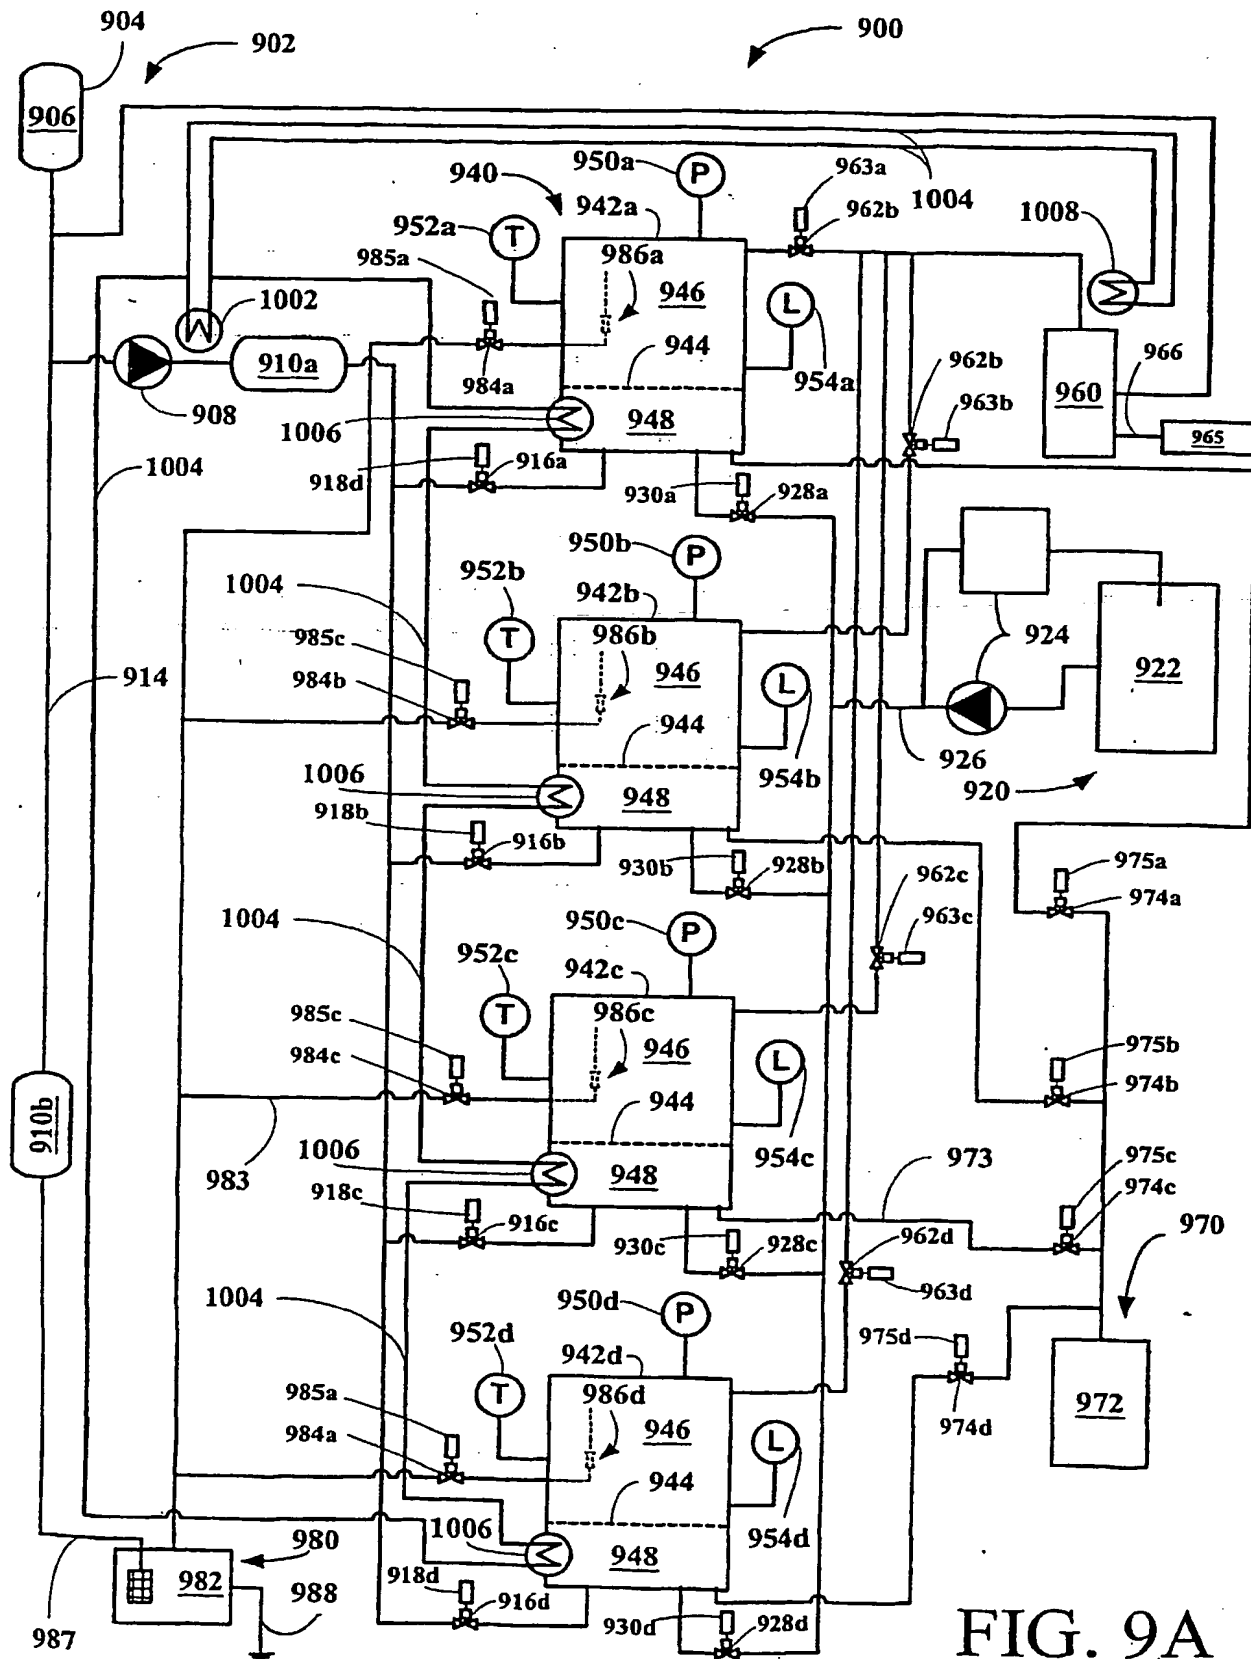 904
902
900
906
950a
963a
940
1004
962b
1008
942a
952a
986a
985a
946
1002
910a
944
984a
954a
962b
966
960
963b
965
908
1006
948
1004
918d
916a
930a
928a
950b
952b
1004
942b
985c
986b
924
984b
946
914
922
944
926
954b
1006
920
918b
948
975a
916b
930b
928b
962c
974a
1004
950c
952c
963c
942c
985c
986c
975b
984c
946
974b
910b
944
1006
954c
973
975c
983
918c
948
974c
916c
930c
928c
962d
970
1004
950d
963d
952d
975d
942d
985a
986d
946
972
984a
974d
944
1006
954d
980
948
982
918d
988
916d
930d
928d
987
FIG. 9A
P
T
L
P
T
L
P
T
L
P
T
L